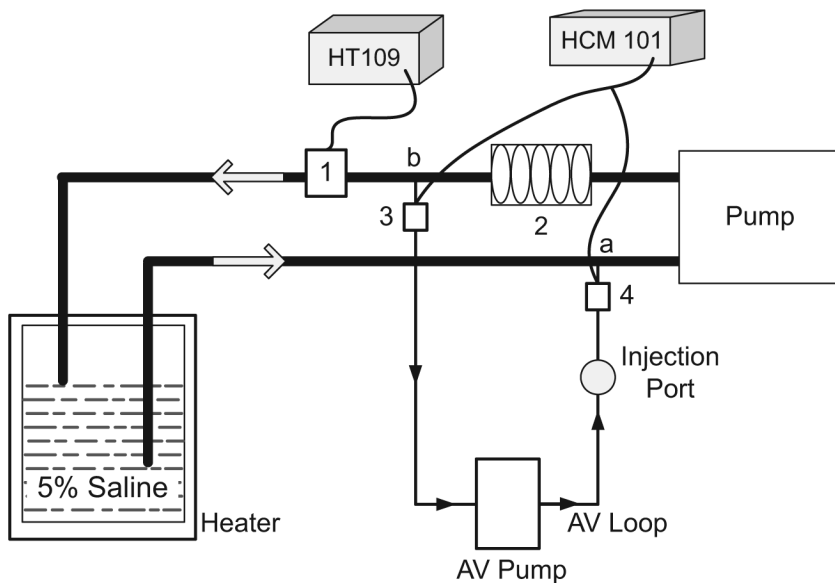 HT109
HCM 101
1
b
2
3
a
4
Pump
Injection
Port
5% Saline
Heater
AV Loop
AV Pump